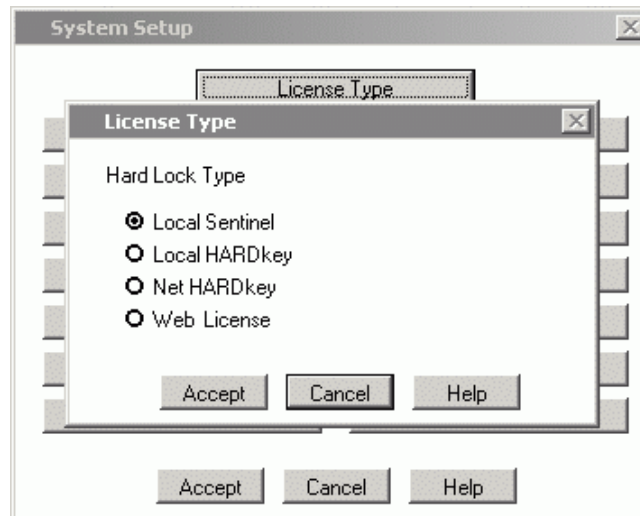 System Setup
License Type
License Type
Hard Lock Type
Local Sentinel
Local HARDkey
Net HARDkey
Web License
Accept Cancel Help
Accept Cancel Help